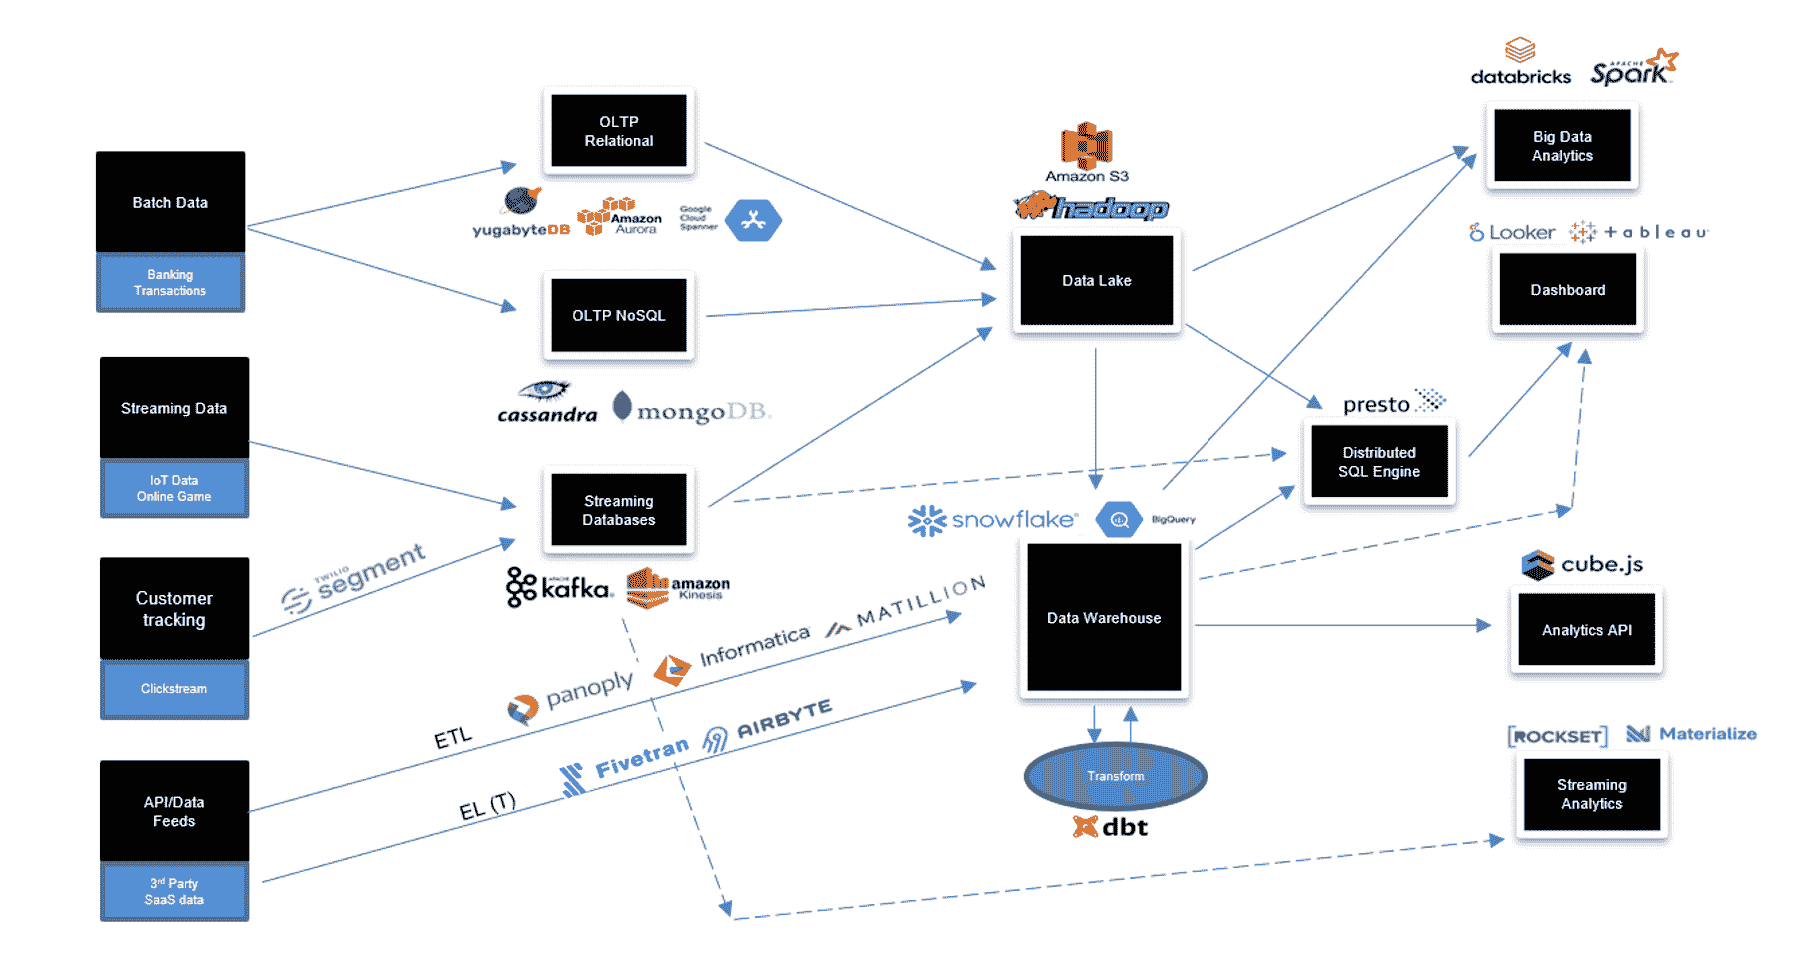 Batch Data
Banking
Transactions
Streaming Data
IoT Data
Online Game
Customer
tracking
Clickstream
API/Data
Feeds
3rd Party
SaaS data
TWILIO
segment
ETL
EL (T)
OLTP
Relational
yugabyteDB
Amazon
Aurora
Google
Cloud
Spanner
OLTP NoSQL
cassandra
mongoDB.
Streaming
Databases
APACHE
kafka.
amazon
Kinesis
panoply
Informatica
MATILLION
Fivetran
AIRBYTE
Amazon S3
hadoop
Data Lake
snowflake
BigQuery
Data Warehouse
Transform
dbt
presto
Distributed
SQL Engine
databricks
APACHE
Spark
Big Data
Analytics
Looker
+ableau
Dashboard
cube.js
Analytics API
[ROCKSET]
Materialize
Streaming
Analytics